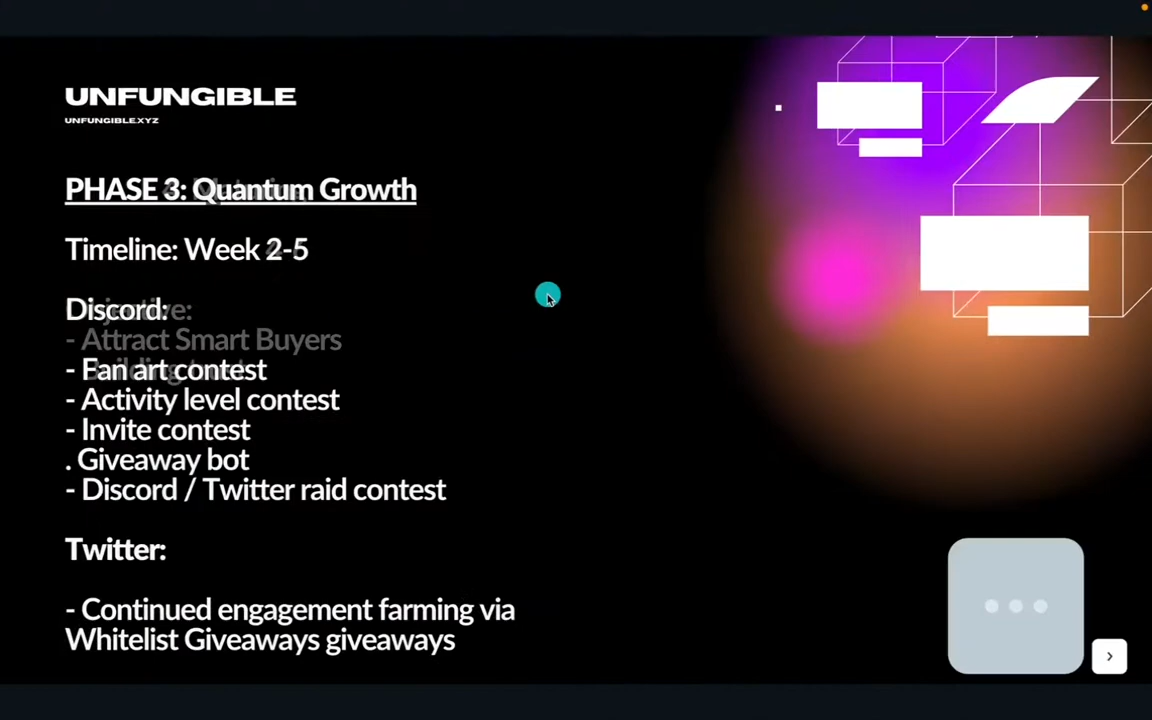 UNFUNGIBLE
UNFUNGIBLE.XYZ
PHASE 3: Quantum Growth
Timeline: Week 2-5
Discord:
- Attract Smart Buyers
- Fan art contest
- Activity level contest
- Invite contest
. Giveaway bot
- Discord / Twitter raid contest
Twitter:
- Continued engagement farming via
Whitelist Giveaways giveaways